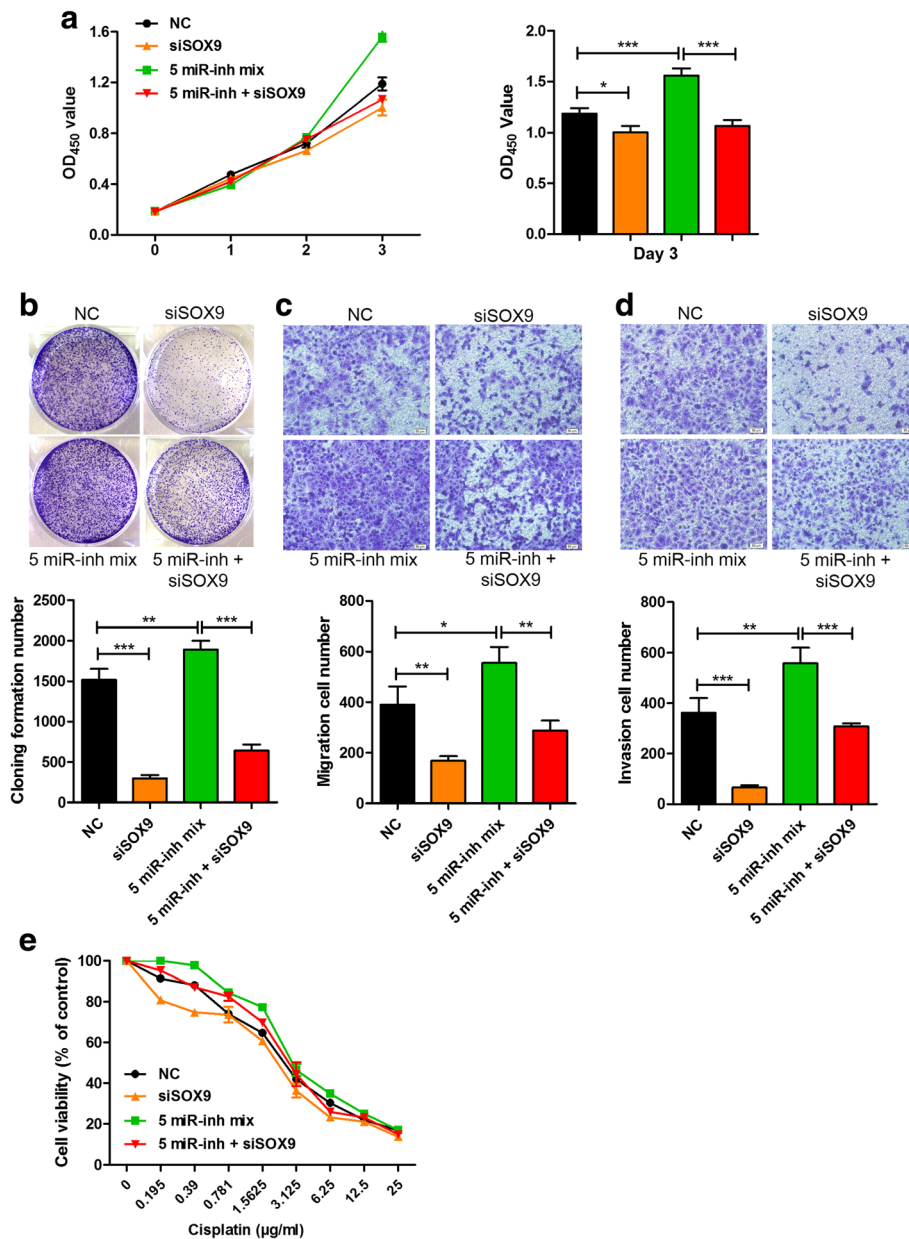 a
NC
siSOX9
5 miR-inh mix
5 miR-inh + siSOX9
OD450 value
1.6
1.2
0.8
0.4
0.0
0 1 2 3
OD450 Value
2.0
1.5
1.0
0.5
0.0
*** ***
*
Day 3
b
NC siSOX9
5 miR-inh mix 5 miR-inh +
siSOX9
Cloning formation number
2500
2000
1500
1000
500
0
** ***
***
NC
siSOX9
5 miR-inh mix
5 miR-inh + siSOX9
c
NC siSOX9
5 miR-inh mix 5 miR-inh +
siSOX9
Migration cell number
800
600
400
200
0
* **
**
NC
siSOX9
5 miR-inh mix
5 miR-inh + siSOX9
d
NC siSOX9
5 miR-inh mix 5 miR-inh +
siSOX9
Invasion cell number
800
600
400
200
0
** ***
***
NC
siSOX9
5 miR-inh mix
5 miR-inh + siSOX9
e
Cell viability (% of control)
100
80
60
40
20
0
NC
siSOX9
5 miR-inh mix
5 miR-inh + siSOX9
0 0.195 0.39 0.781 1.5625 3.125 6.25 12.5 25
Cisplatin (μg/ml)